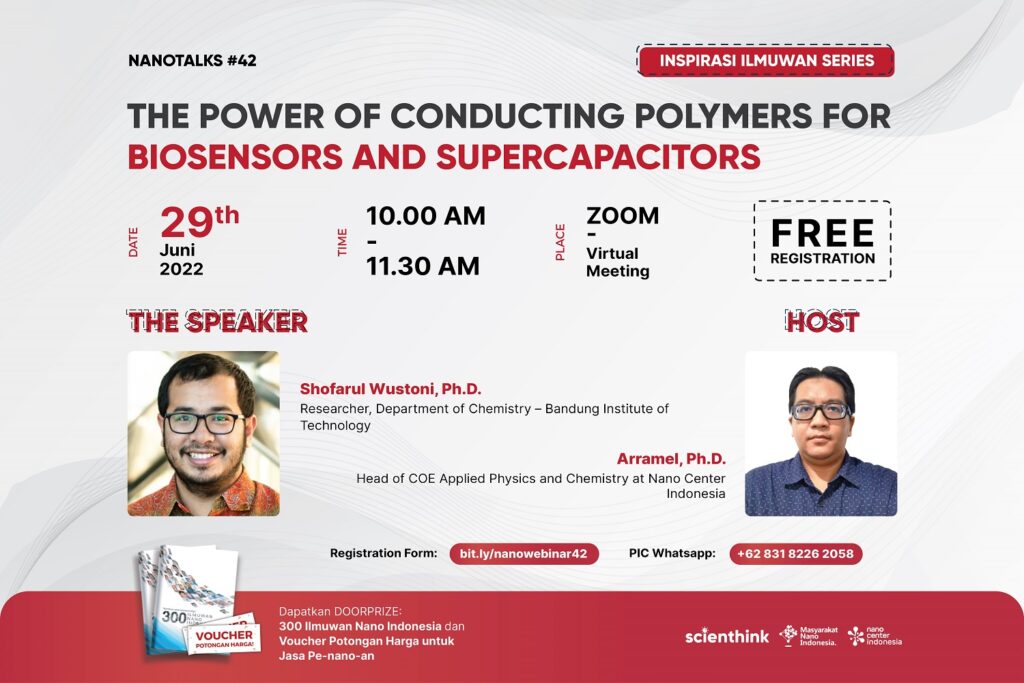 NANOTALKS #42
INSPIRASI ILMUWAN SERIES
THE POWER OF CONDUCTING POLYMERS FOR
BIOSENSORS AND SUPERCAPACITORS
DATE
29th
Juni
2022
TIME
10.00 AM
-
11.30 AM
PLACE
ZOOM
-
Virtual
Meeting
FREE
REGISTRATION
THE SPEAKER
HOST
Shofarul Wustoni, Ph.D.
Researcher, Department of Chemistry – Bandung Institute of
Technology
Arramel, Ph.D.
Head of COE Applied Physics and Chemistry at Nano Center
Indonesia
Registration Form:
bit.ly/nanowebinar42
PIC Whatsapp:
+62 831 8226 2058
300
ILMUWAN
NANO
VOUCHER
POTONGAN HARGA!
Dapatkan DOORPRIZE:
300 Ilmuwan Nano Indonesia dan
Voucher Potongan Harga untuk
Jasa Pe-nano-an
scienthink
Masyarakat
Nano
Indonesia.
nano
center
indonesia